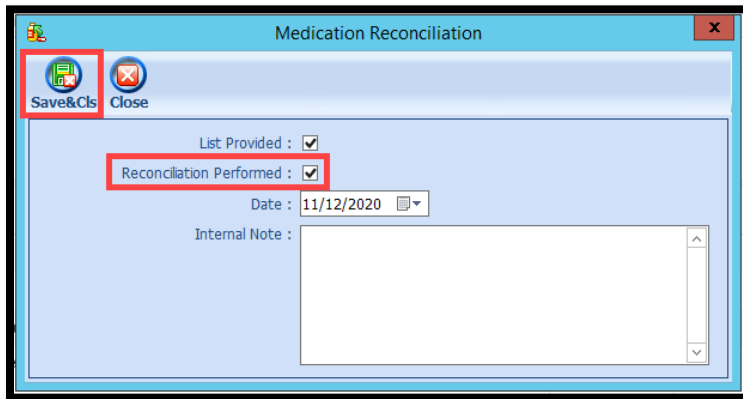 Medication Reconciliation
x
Save&Cls Close
List Provided :
Reconciliation Performed :
Date : 11/12/2020
Internal Note :